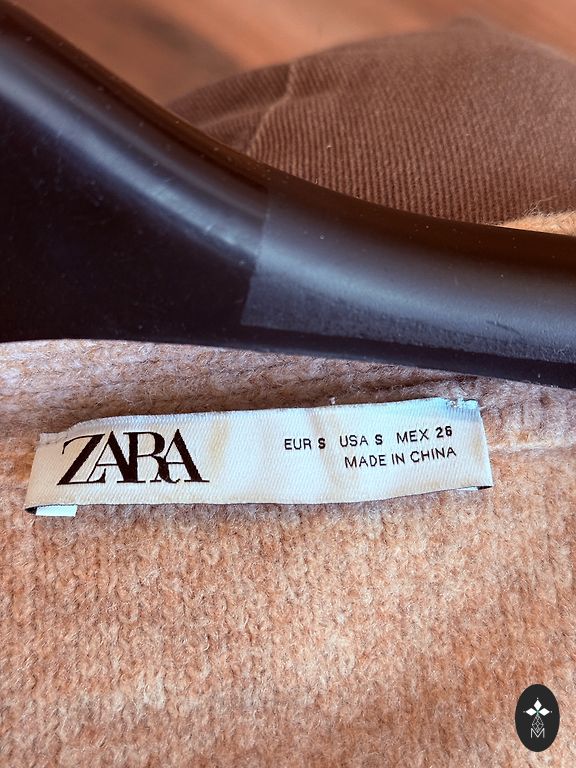 ZARA
EUR S USA S MEX 26
MADE IN CHINA
M